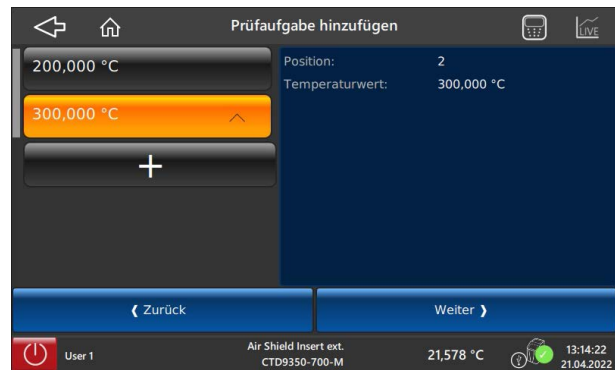 Prüfaufgabe hinzufügen
LIVE
200,000 °C
300,000 °C
+
Position: 2
Temperaturwert: 300,000 °C
❰ Zurück
Weiter ❱
User 1
Air Shield Insert ext.
CTD9350-700-M
21,578 °C
?
13:14:22
21.04.2022